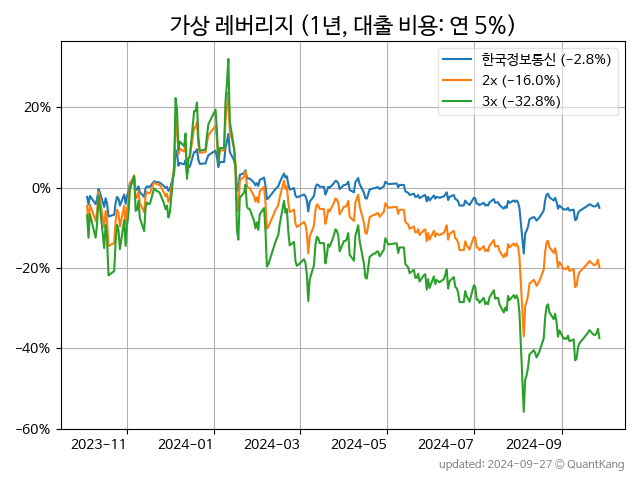 가상 레버리지 (1년, 대출 비용: 연 5%)
한국정보통신 (-2.8%)
2x (-16.0%)
3x (-32.8%)
20%
0%
−20%
−40%
−60%
2023-11 2024-01 2024-03 2024-05 2024-07 2024-09
updated: 2024-09-27 © QuantKang